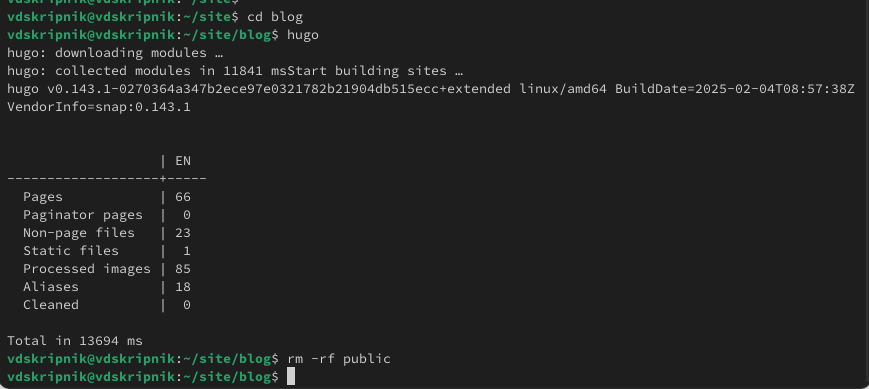 vdskripnik@vdskripnik:~/site$ cd blog
vdskripnik@vdskripnik:~/site/blog$ hugo
hugo: downloading modules …
hugo: collected modules in 11841 msStart building sites …
hugo v0.143.1-0270364a347b2ece97e0321782b21904db515ecc+extended linux/amd64 BuildDate=2025-02-04T08:57:38Z
VendorInfo=snap:0.143.1
                   | EN
-------------------+-----
  Pages            | 66
  Paginator pages  |  0
  Non-page files   | 23
  Static files     |  1
  Processed images | 85
  Aliases          | 18
  Cleaned          |  0
Total in 13694 ms
vdskripnik@vdskripnik:~/site/blog$ rm -rf public
vdskripnik@vdskripnik:~/site/blog$